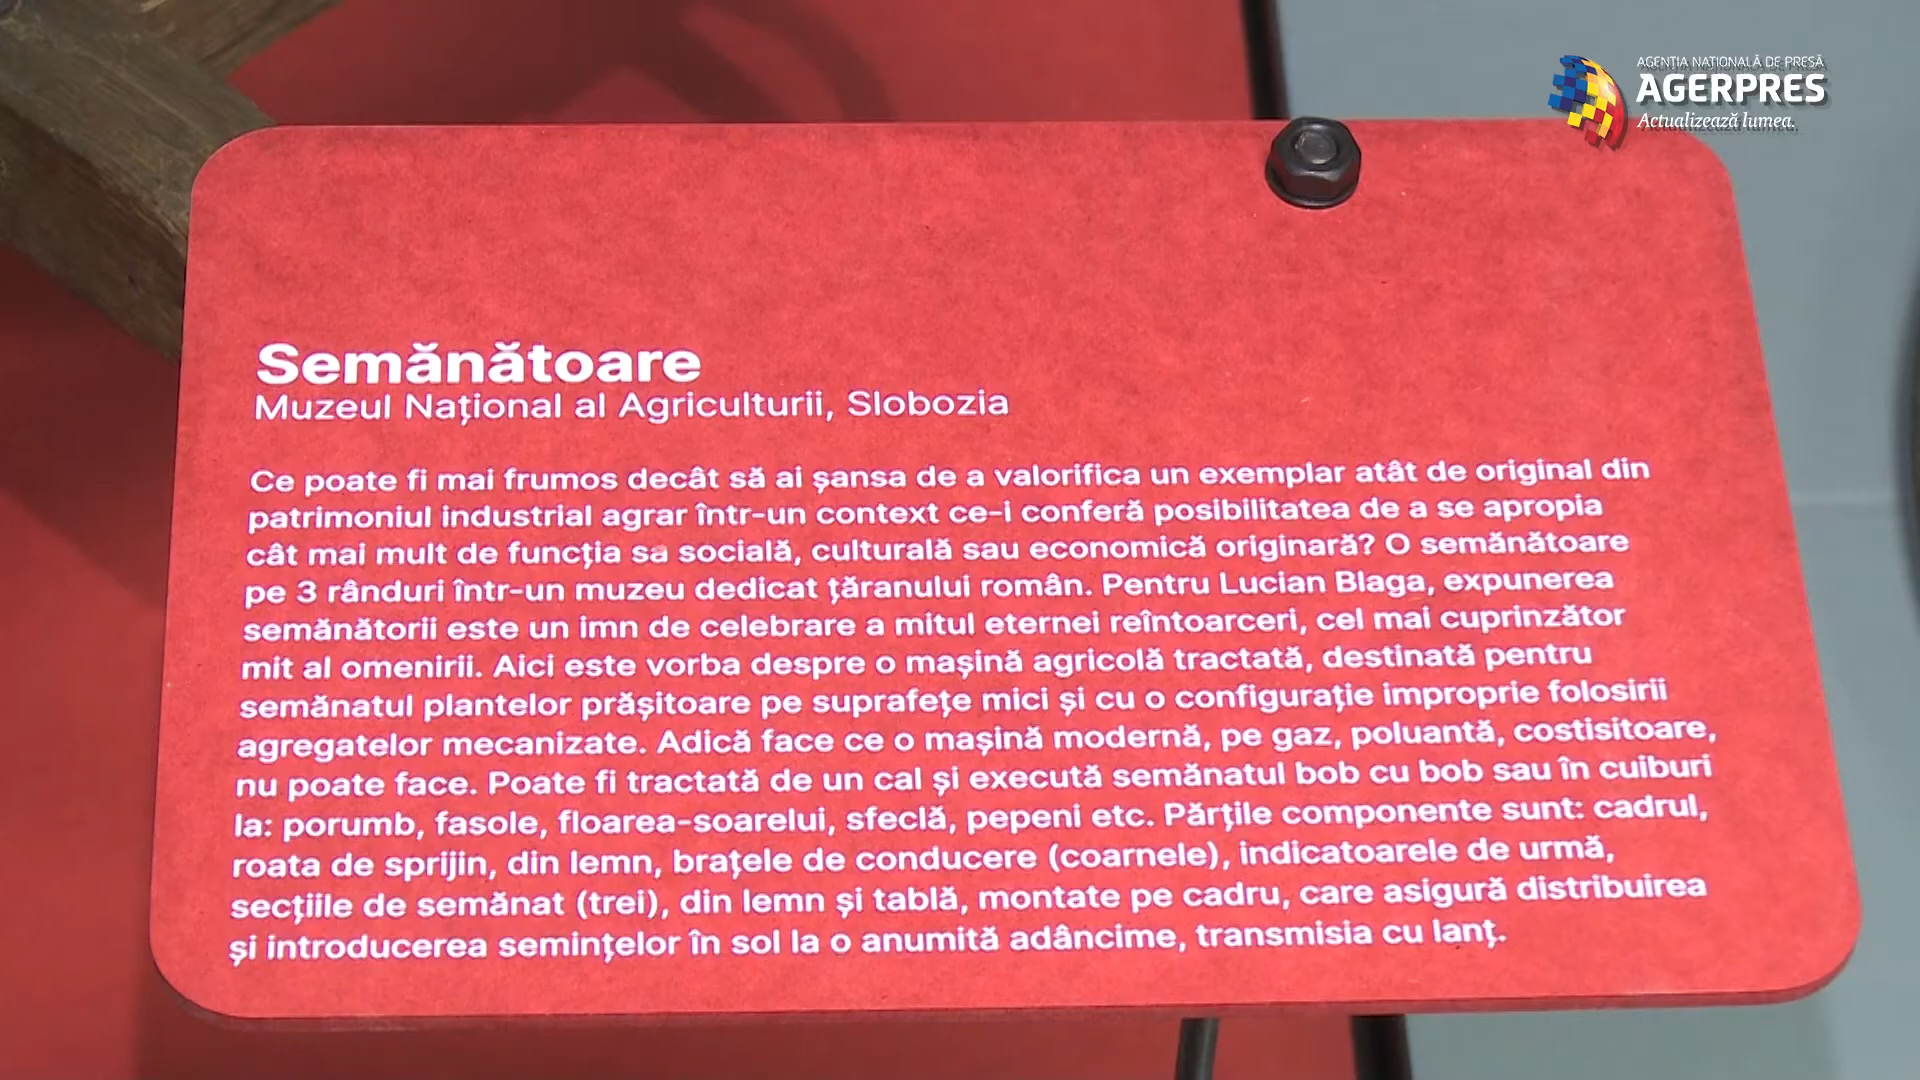 AGENȚIA NAȚIONALĂ DE PRESĂ
AGERPRES
Actualizează lumea.
Semănătoare
Muzeul Național al Agriculturii, Slobozia
Ce poate fi mai frumos decât să ai șansa de a valorifica un exemplar atât de original din
patrimoniul industrial agrar într-un context ce-i conferă posibilitatea de a se apropia
cât mai mult de funcția sa socială, culturală sau economică originară? O semănătoare
pe 3 rânduri într-un muzeu dedicat țăranului român. Pentru Lucian Blaga, expunerea
semănătorii este un imn de celebrare a mitul eternei reîntoarceri, cel mai cuprinzător
mit al omenirii. Aici este vorba despre o mașină agricolă tractată, destinată pentru
semănatul plantelor prășitoare pe suprafețe mici și cu o configurație improprie folosirii
agregatelor mecanizate. Adică face ce o mașină modernă, pe gaz, poluantă, costisitoare,
nu poate face. Poate fi tractată de un cal și execută semănatul bob cu bob sau în cuiburi
la: porumb, fasole, floarea-soarelui, sfeclă, pepeni etc. Părțile componente sunt: cadrul,
roata de sprijin, din lemn, brațele de conducere (coarnele), indicatoarele de urmă,
secțiile de semănat (trei), din lemn și tablă, montate pe cadru, care asigură distribuirea
și introducerea semințelor în sol la o anumită adâncime, transmisia cu lanț.